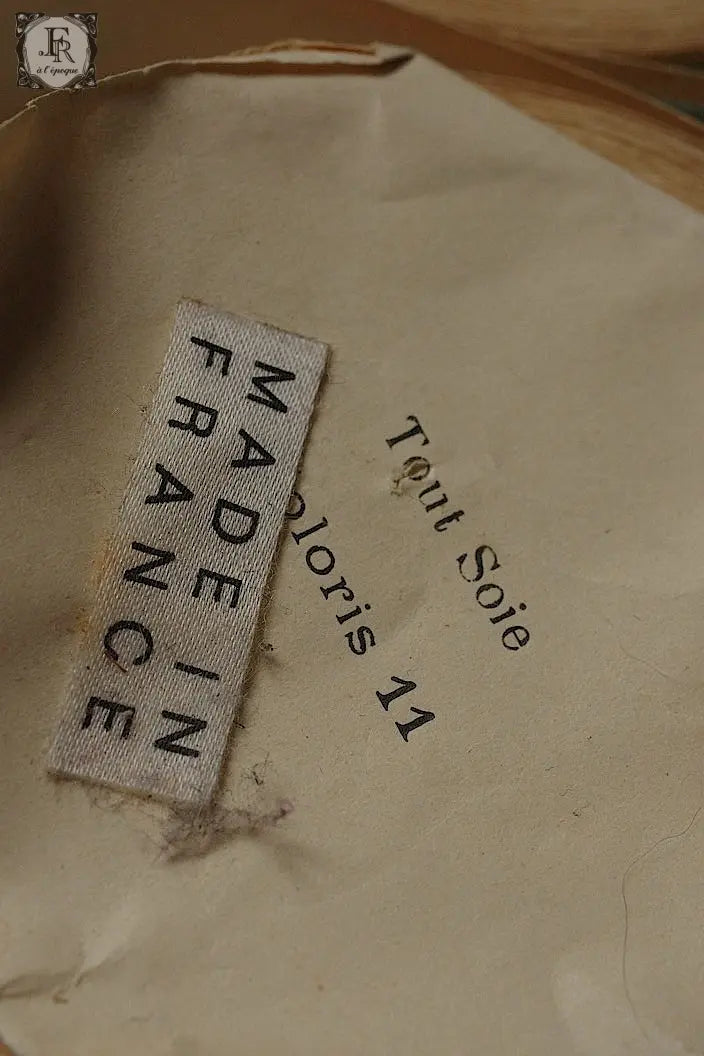 FR
à l'époque
MADE IN
FRANCE
Tout Soie
oloris 11